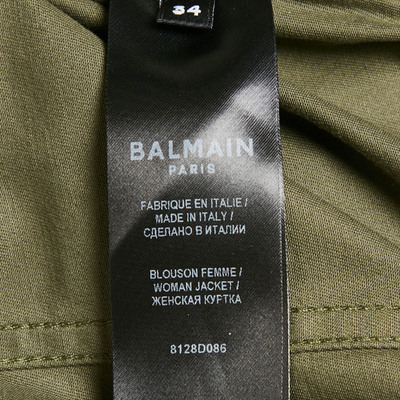 34
BALMAIN
PARIS
FABRIQUE EN ITALIE /
MADE IN ITALY /
СДЕЛАНО В ИТАЛИИ
BLOUSON FEMME /
WOMAN JACKET /
ЖЕНСКАЯ КУРТКА
8128D086